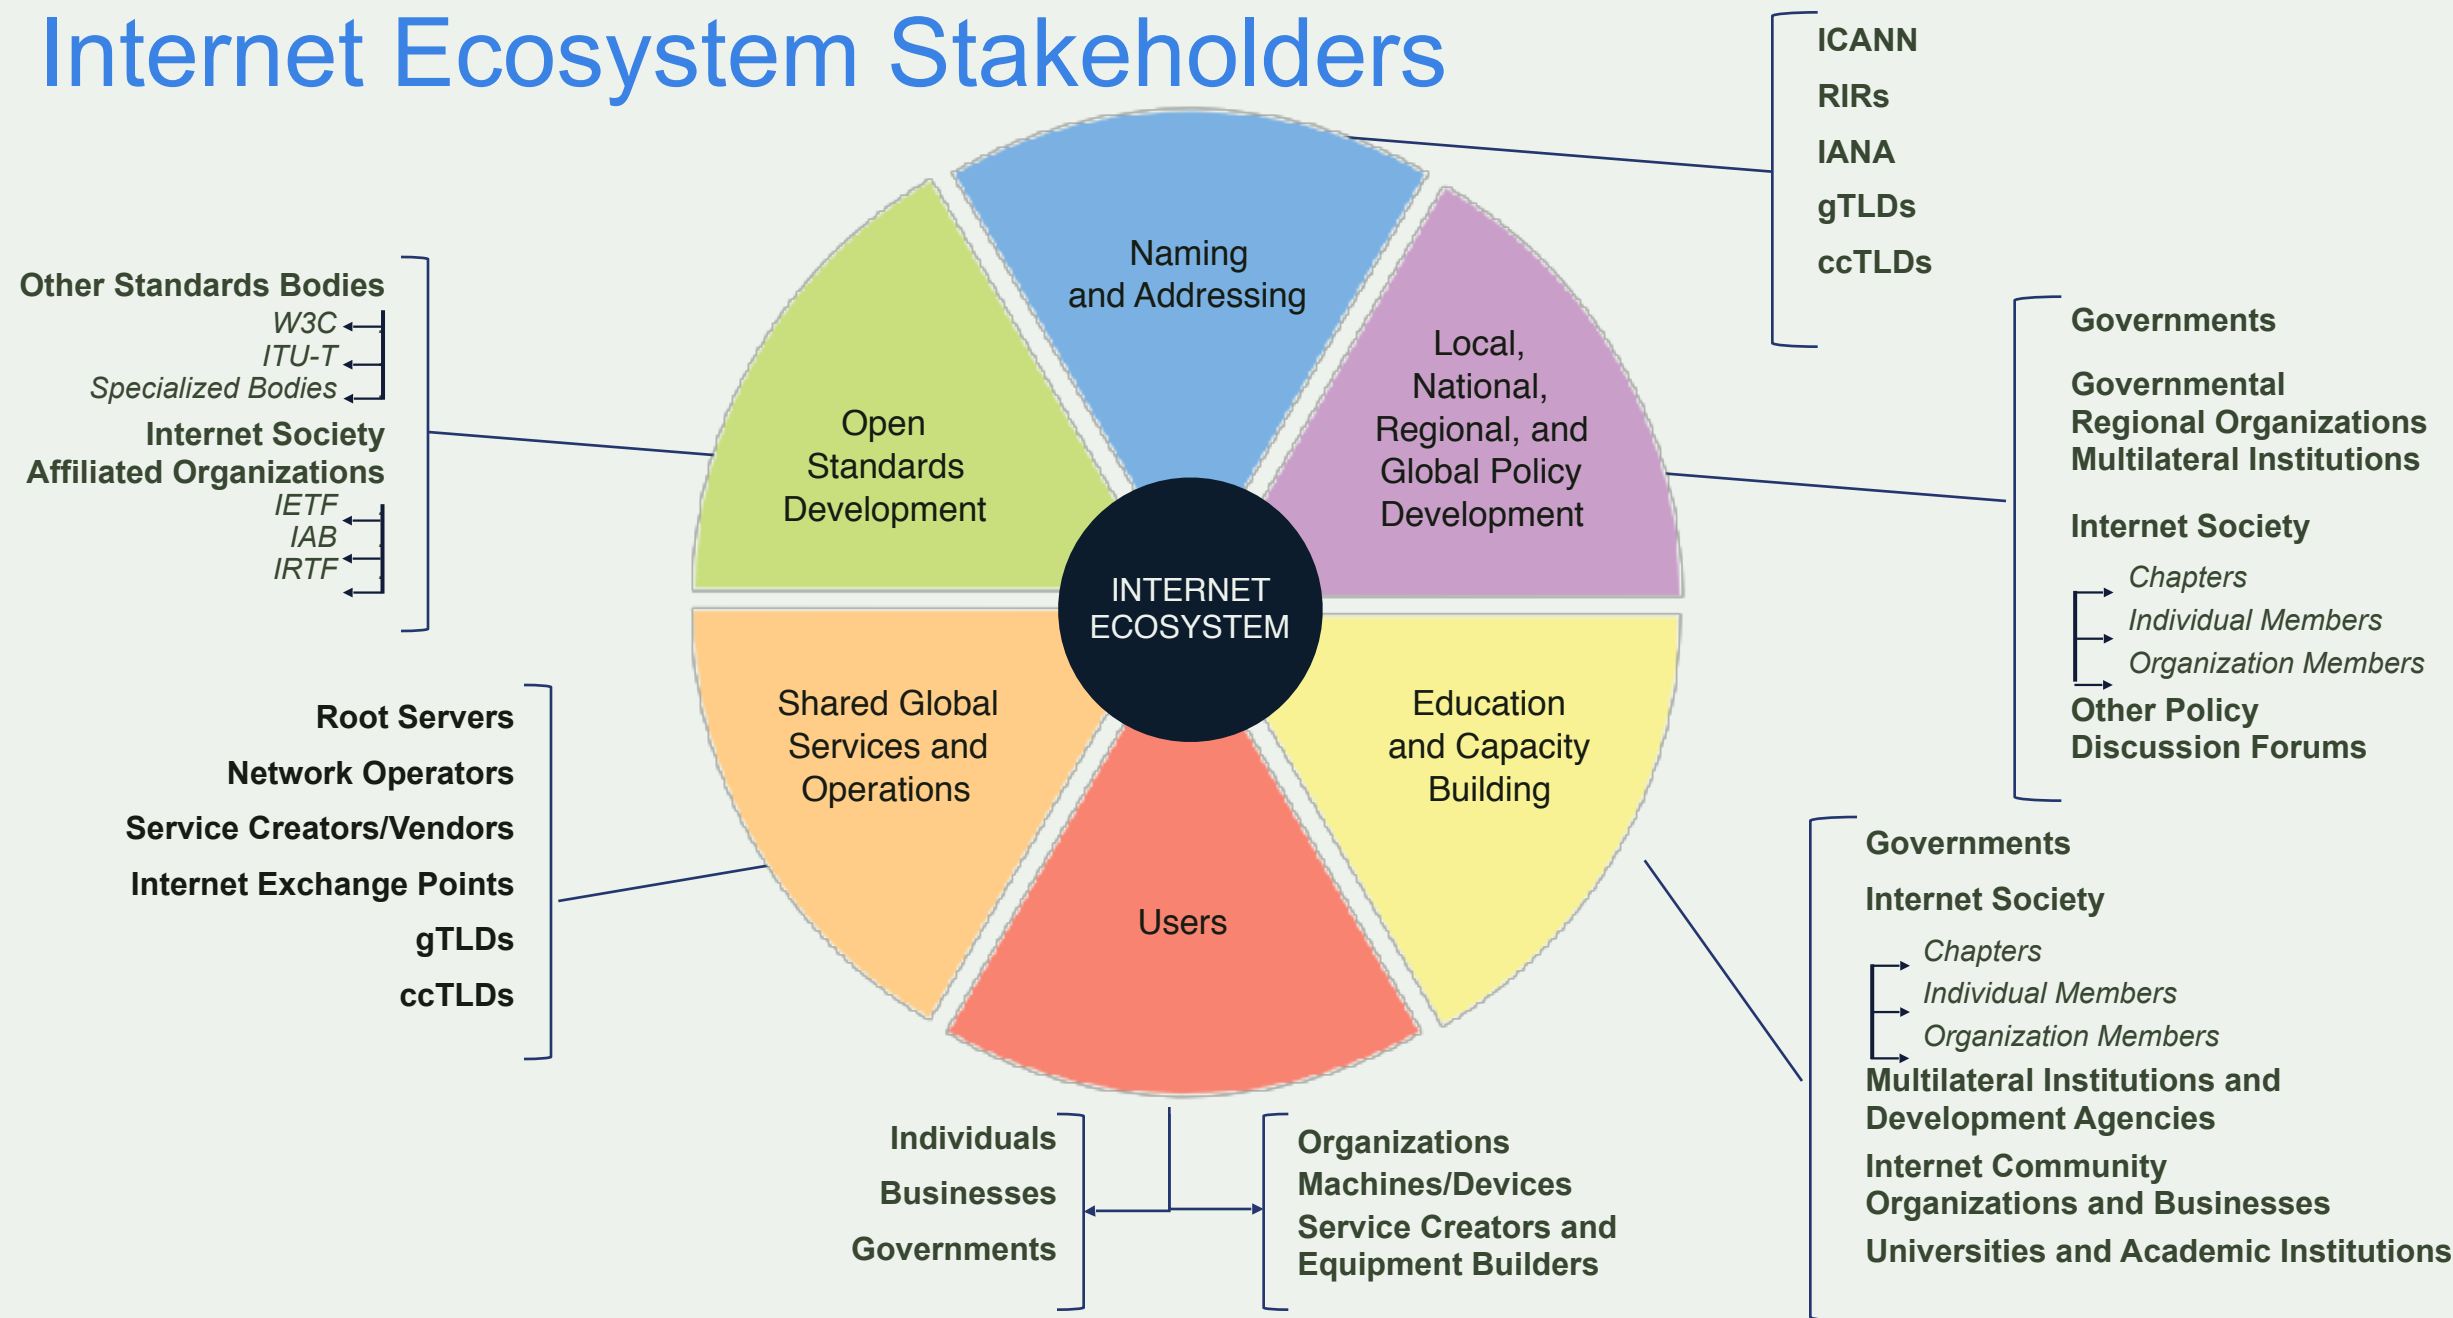 Internet Ecosystem Stakeholders
ICANN
RIRs
IANA
gTLDs
ccTLDs
Naming
and Addressing
Local,
National,
Regional, and
Global Policy
Development
Open
Standards
Development
INTERNET
ECOSYSTEM
Shared Global
Services and
Operations
Education
and Capacity
Building
Users
Other Standards Bodies
W3C
ITU-T
Specialized Bodies
Internet Society
Affiliated Organizations
IETF
IAB
IRTF
Governments
Governmental
Regional Organizations
Multilateral Institutions
Internet Society
Chapters
Individual Members
Organization Members
Other Policy
Discussion Forums
Root Servers
Network Operators
Service Creators/Vendors
Internet Exchange Points
gTLDs
ccTLDs
Governments
Internet Society
Chapters
Individual Members
Organization Members
Multilateral Institutions and
Development Agencies
Internet Community
Organizations and Businesses
Universities and Academic Institutions
Individuals
Businesses
Governments
Organizations
Machines/Devices
Service Creators and
Equipment Builders